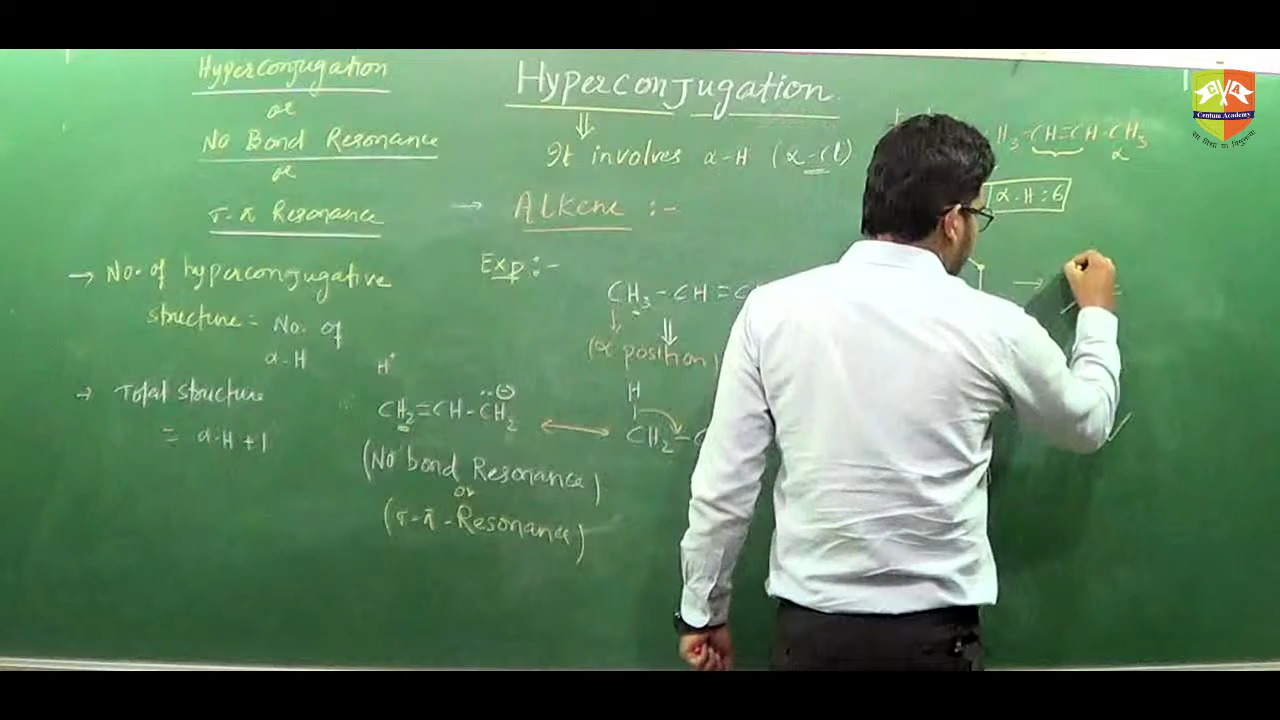 Hyperconjugation
or
No Bond Resonance
or
σ-π Resonance
→ No. of hyperconjugative
structure = No. of
α-H
→ Total structure
= α-H + 1
Hyperconjugation
⇓
It involves α-H (α-Cl)
→ Alkene :-
Exp :-
CH₃ - CH =
(α position)
H⁺
CH₂=CH-CH₂
H
CH₂ -
(No bond Resonance)
or
(σ-π-Resonance)
H₃-CH=CH-CH₃
α
α-H = 6
Centum Academy